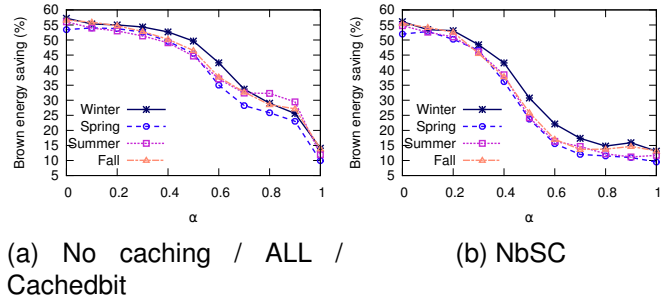 Brown energy saving (%)
60
55
50
45
40
35
30
25
20
15
10
5
Winter
Spring
Summer
Fall
0 0.2 0.4 0.6 0.8 1
α
(a) No caching / ALL /
Cachedbit
Brown energy saving (%)
60
55
50
45
40
35
30
25
20
15
10
5
Winter
Spring
Summer
Fall
0 0.2 0.4 0.6 0.8 1
α
(b) NbSC